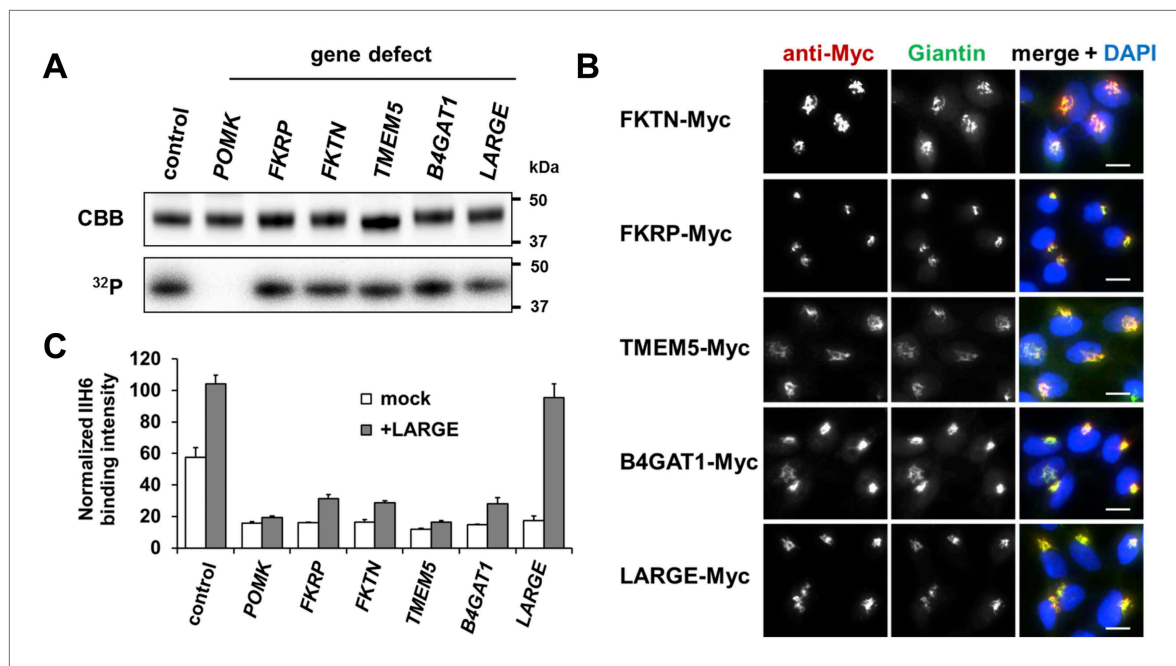 A
gene defect
control
POMK
FKRP
FKTN
TMEM5
B4GAT1
LARGE
kDa
CBB
50
37
32P
50
37
B
anti-Myc Giantin merge + DAPI
FKTN-Myc
FKRP-Myc
TMEM5-Myc
B4GAT1-Myc
LARGE-Myc
C
Normalized IIH6
binding intensity
120
100
80
60
40
20
0
mock
+LARGE
control
POMK
FKRP
FKTN
TMEM5
B4GAT1
LARGE